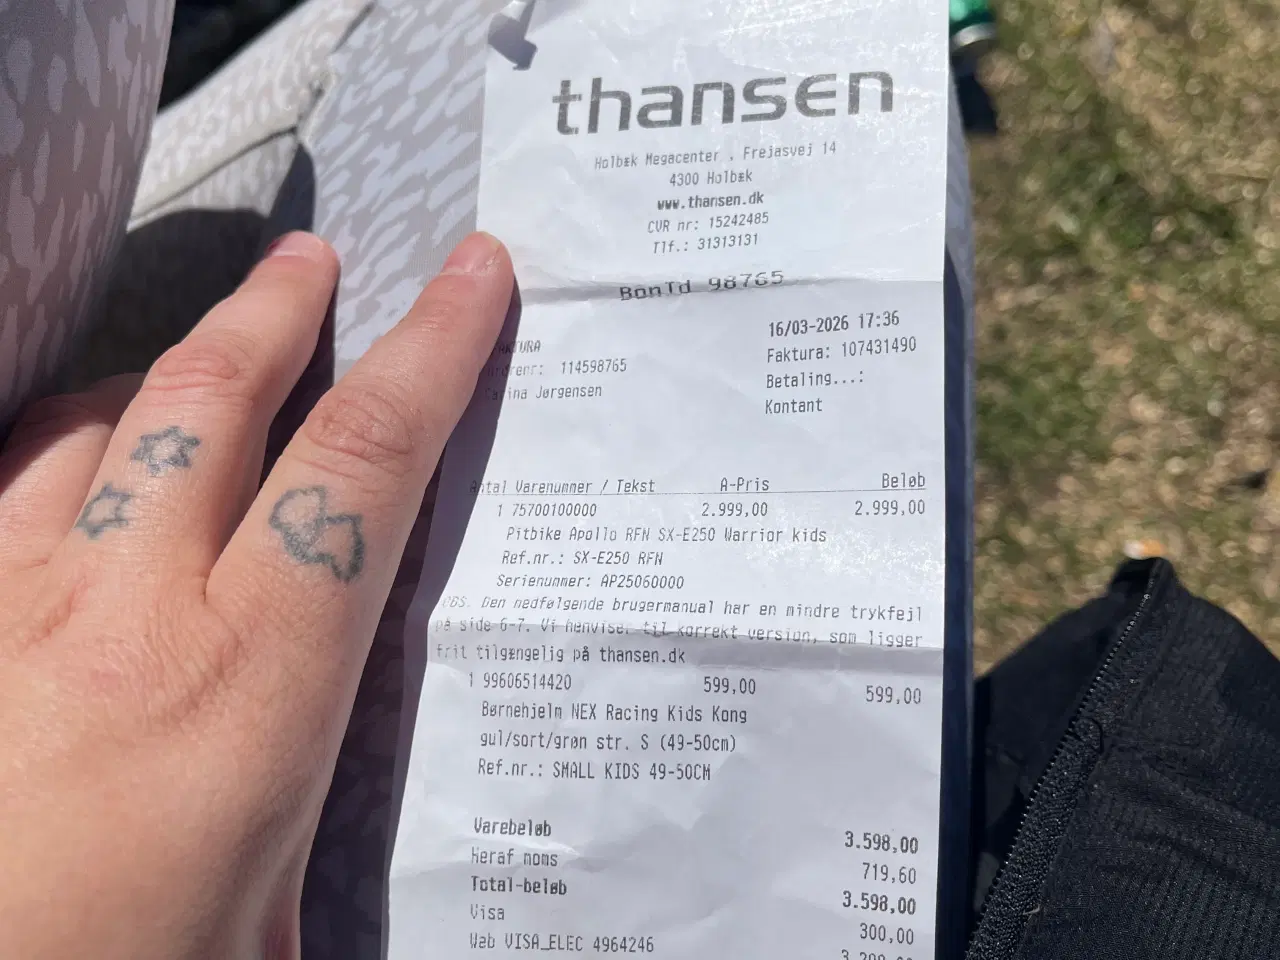 thansen
Holbæk Megacenter , Frejasvej 14
4300 Holbæk
www.thansen.dk
CVR nr: 15242485
Tlf.: 31313131
BonId 98765
16/03-2026 17:36
Faktura: 107431490
114598765
Betaling...:
Jørgensen
Kontant
Antal Varenummer / Tekst A-Pris Beløb
1 75700100000 2.999,00 2.999,00
Pitbike Apollo RFN SX-E250 Warrior kids
Ref.nr.: SX-E250 RFN
Serienummer: AP25060000
OBS. Den nedfølgende brugermanual har en mindre trykfejl
på side 6-7. Vi henviser til korrekt version, som ligger
frit tilgængelig på thansen.dk
1 99606514420 599,00 599,00
Børnehjelm NEX Racing Kids Kong
gul/sort/grøn str. S (49-50cm)
Ref.nr.: SMALL KIDS 49-50CM
Varebeløb 3.598,00
Heraf moms 719,60
Total-beløb 3.598,00
Visa 300,00
Web VISA_ELEC 4964246